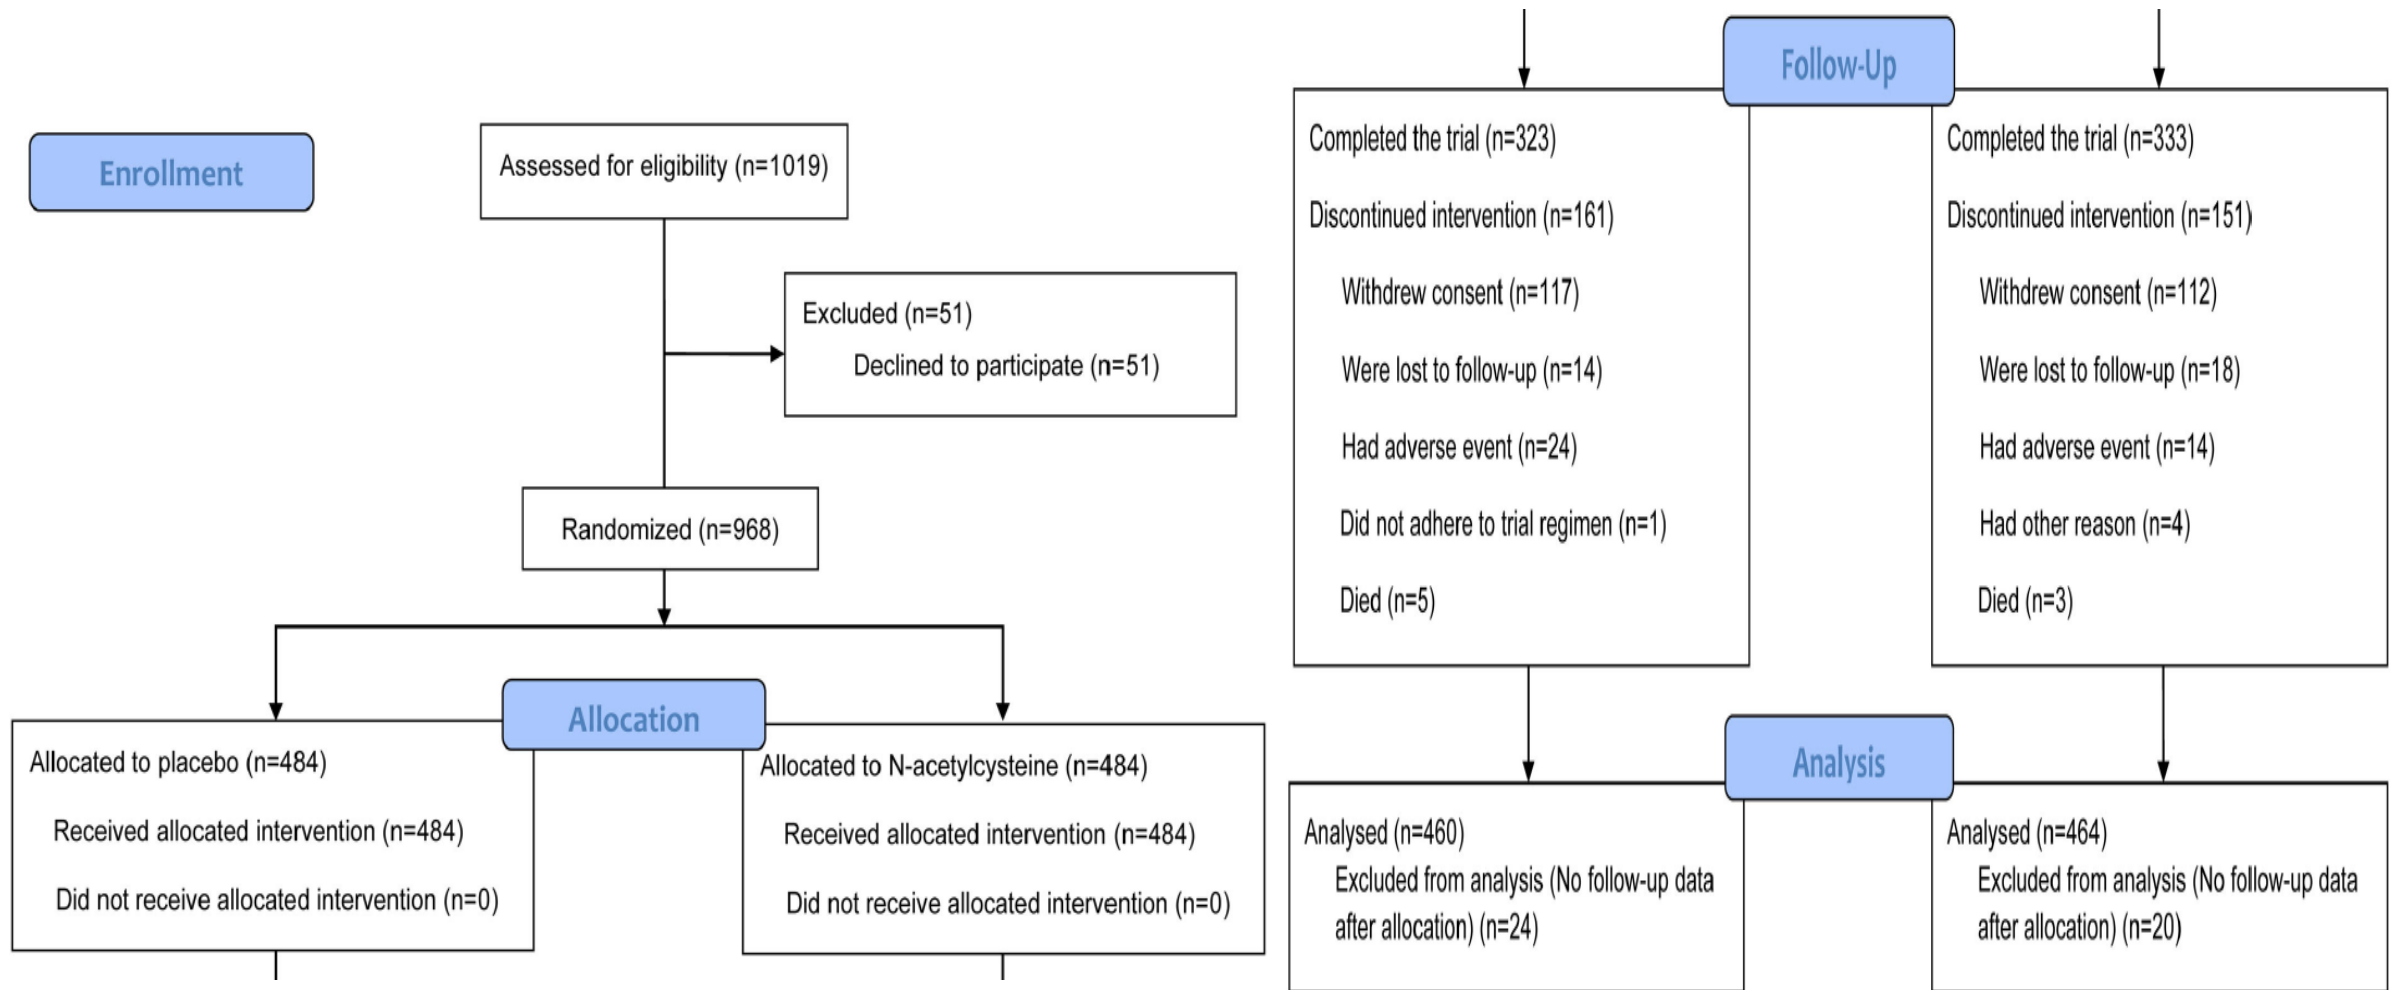 Enrollment
Assessed for eligibility (n=1019)
Excluded (n=51)
Declined to participate (n=51)
Randomized (n=968)
Allocation
Allocated to placebo (n=484)
Received allocated intervention (n=484)
Did not receive allocated intervention (n=0)
Allocated to N-acetylcysteine (n=484)
Received allocated intervention (n=484)
Did not receive allocated intervention (n=0)
Follow-Up
Completed the trial (n=323)
Discontinued intervention (n=161)
Withdrew consent (n=117)
Were lost to follow-up (n=14)
Had adverse event (n=24)
Did not adhere to trial regimen (n=1)
Died (n=5)
Completed the trial (n=333)
Discontinued intervention (n=151)
Withdrew consent (n=112)
Were lost to follow-up (n=18)
Had adverse event (n=14)
Had other reason (n=4)
Died (n=3)
Analysis
Analysed (n=460)
Excluded from analysis (No follow-up data
after allocation) (n=24)
Analysed (n=464)
Excluded from analysis (No follow-up data
after allocation) (n=20)